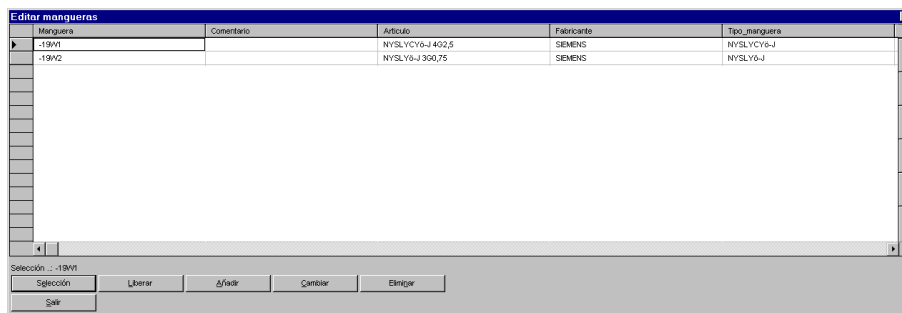 Editar mangueras
Manguera Comentario Artículo Fabricante Tipo_manguera
-19W1 NYSLYCYö-J 4G2,5 SIEMENS NYSLYCYö-J
-19W2 NYSLYö-J 3G0,75 SIEMENS NYSLYö-J
Selección ..: -19W1
Selección Liberar Añadir Cambiar Eliminar
Salir